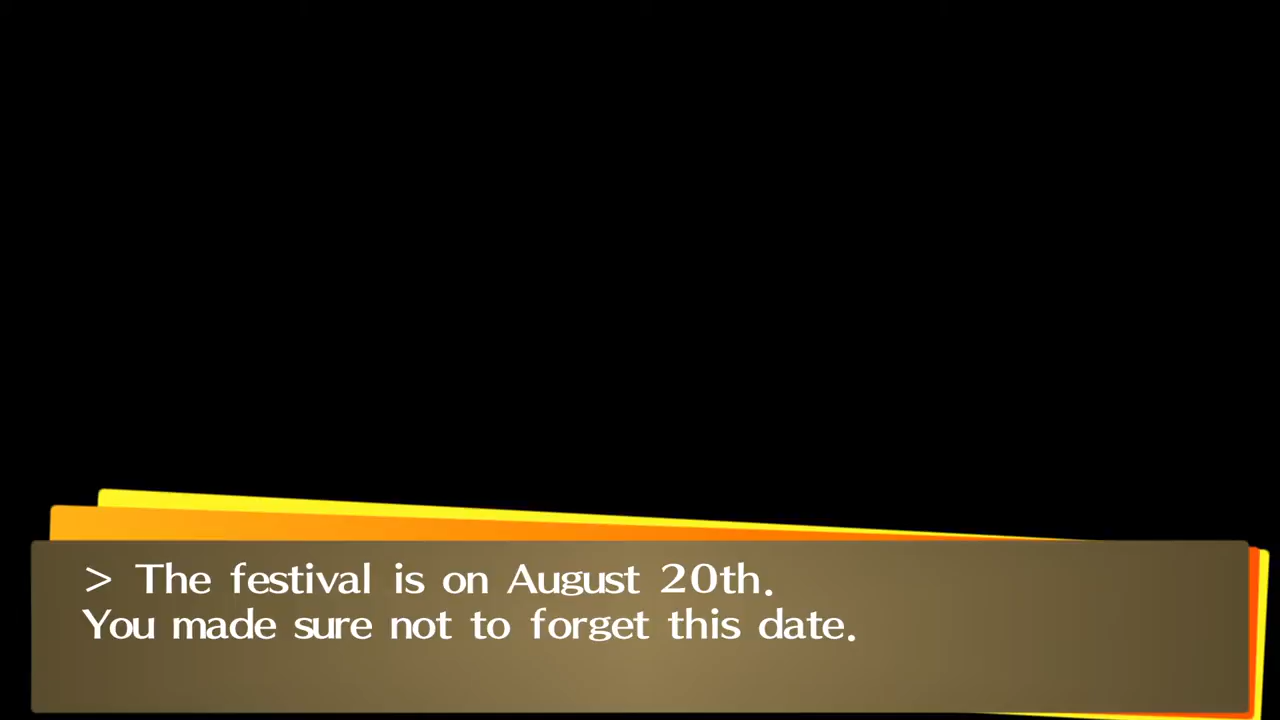 > The festival is on August 20th.
You made sure not to forget this date.